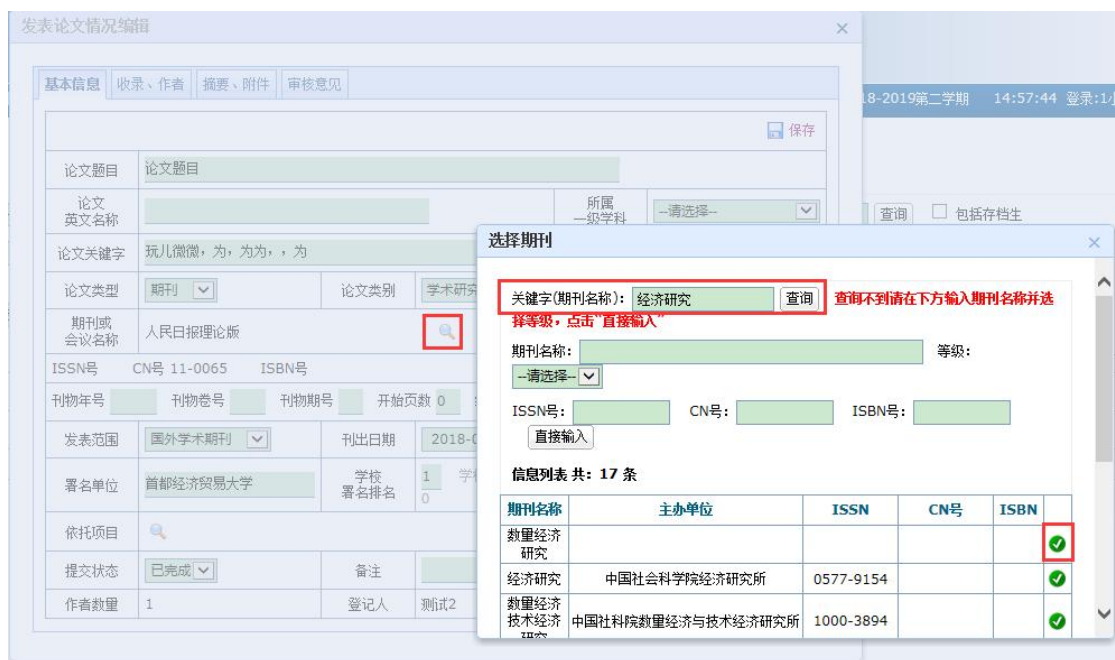 发表论文情况编辑
基本信息 收录、作者 摘要、附件 审核意见
18-2019第二学期 14:57:44 登录:1
保存
论文题目 论文题目
论文
英文名称
所属
一级学科
--请选择--
查询 包括存档生
论文关键字 玩儿微微，为，为为，，为
论文类型 期刊 论文类别 学术研究
期刊或
会议名称
人民日报理论版
ISSN号 CN号 11-0065 ISBN号
刊物年号 刊物卷号 刊物期号 开始页数 0
发表范围 国外学术期刊 刊出日期 2018-0
署名单位 首都经济贸易大学
学校
署名排名
1 学
0
依托项目
提交状态 已完成 备注
作者数量 1 登记人 测试2
选择期刊
关键字(期刊名称): 经济研究 查询 查询不到请在下方输入期刊名称并选
择等级，点击“直接输入”
期刊名称: 等级:
--请选择--
ISSN号: CN号: ISBN号:
直接输入
信息列表 共: 17 条
期刊名称 主办单位 ISSN CN号 ISBN
数量经济
研究
经济研究 中国社会科学院经济研究所 0577-9154
数量经济
技术经济
研究
中国社科院数量经济与技术经济研究所 1000-3894